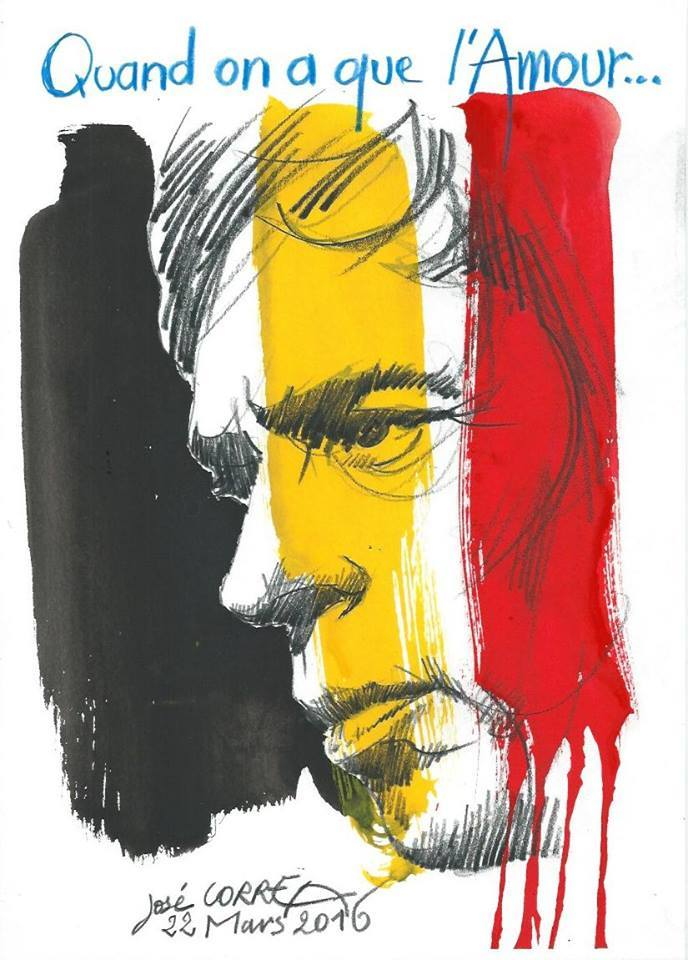 Quand on a que l'Amour...
José CORREA
22 Mars 2016